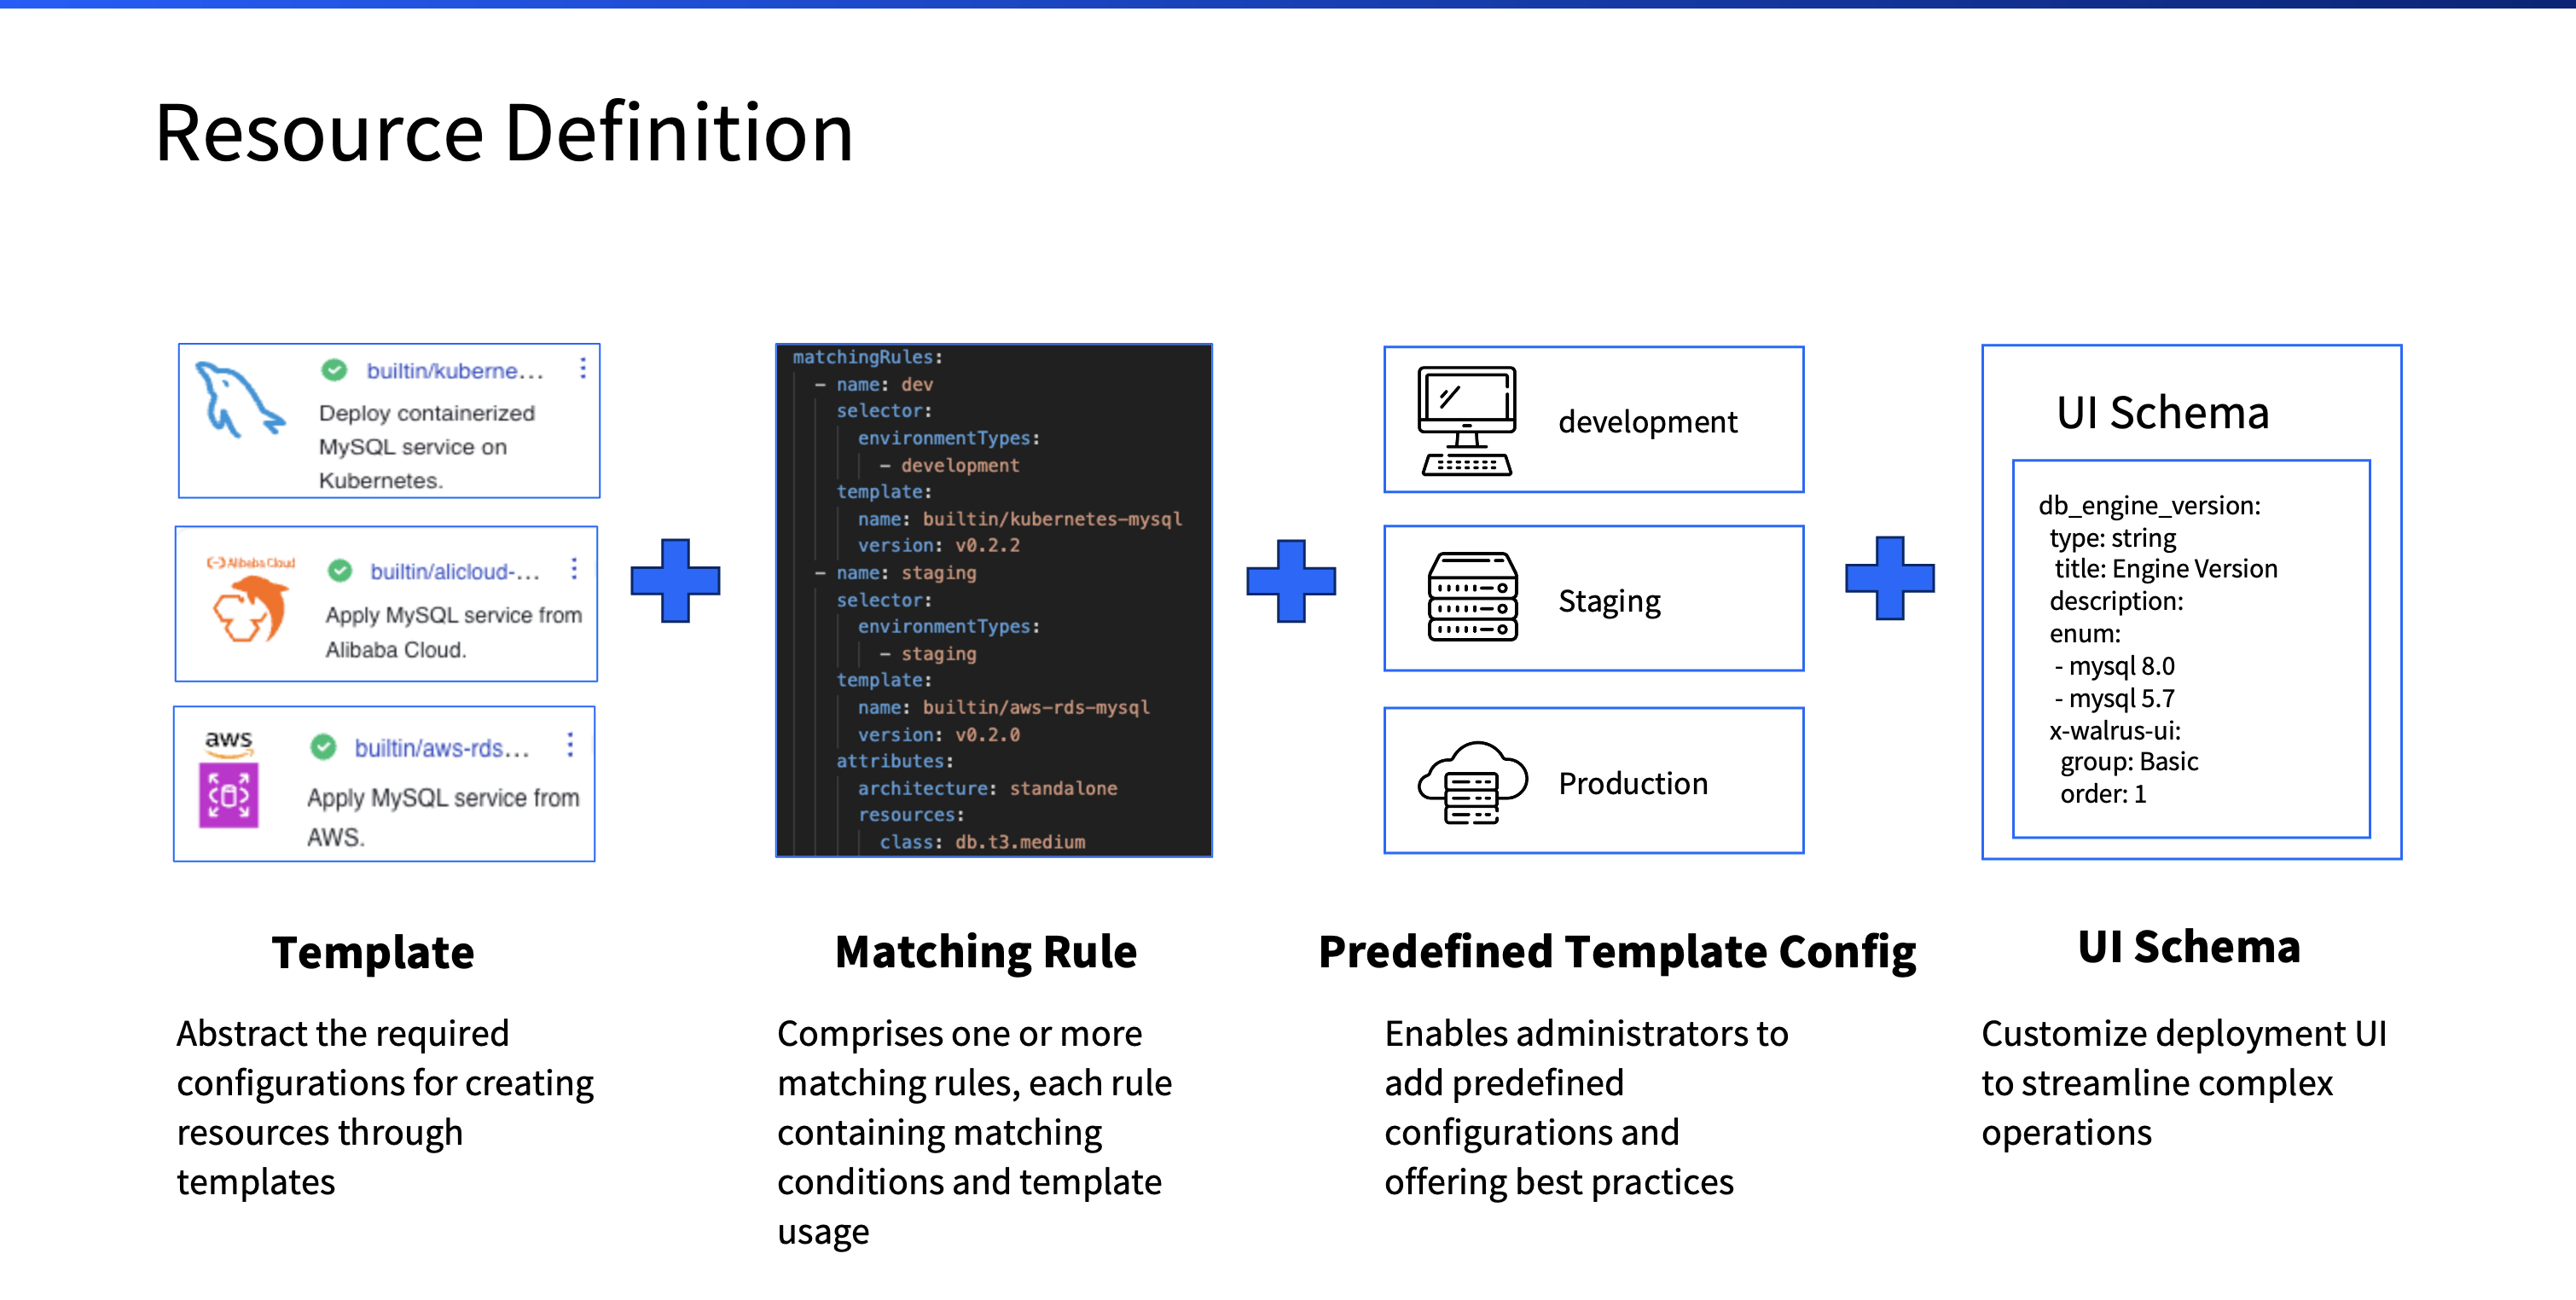 Resource Definition
builtin/kuberne...
Deploy containerized
MySQL service on
Kubernetes.
Alibaba Cloud
builtin/alicloud-...
Apply MySQL service from
Alibaba Cloud.
aws
builtin/aws-rds...
Apply MySQL service from
AWS.
matchingRules:
- name: dev
selector:
environmentTypes:
- development
template:
name: builtin/kubernetes-mysql
version: v0.2.2
- name: staging
selector:
environmentTypes:
- staging
template:
name: builtin/aws-rds-mysql
version: v0.2.0
attributes:
architecture: standalone
resources:
class: db.t3.medium
development
Staging
Production
UI Schema
db_engine_version:
type: string
title: Engine Version
description:
enum:
- mysql 8.0
- mysql 5.7
x-walrus-ui:
group: Basic
order: 1
Template
Abstract the required
configurations for creating
resources through
templates
Matching Rule
Comprises one or more
matching rules, each rule
containing matching
conditions and template
usage
Predefined Template Config
Enables administrators to
add predefined
configurations and
offering best practices
UI Schema
Customize deployment UI
to streamline complex
operations